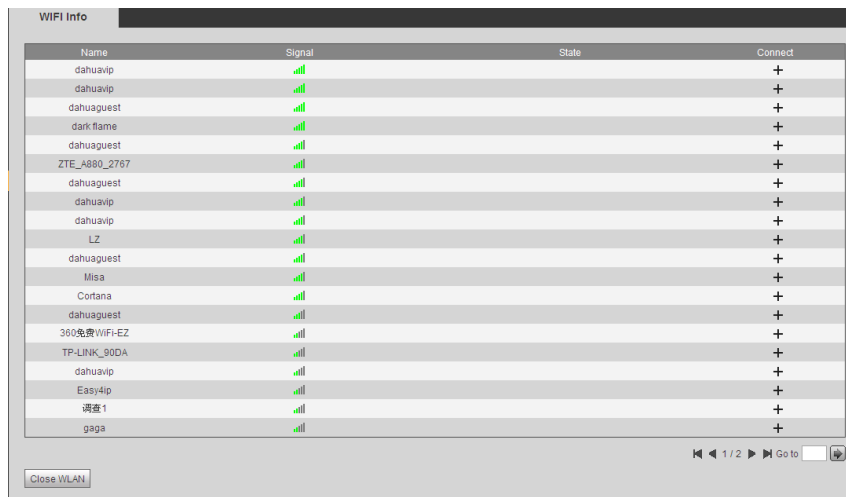 WIFI Info
Name Signal State Connect
dahuavip
dahuavip
dahuaguest
dark flame
dahuaguest
ZTE_A880_2767
dahuaguest
dahuavip
dahuavip
LZ
dahuaguest
Misa
Cortana
dahuaguest
360免费WiFi-EZ
TP-LINK_90DA
dahuavip
Easy4ip
调查1
gaga
1 / 2 Go to
Close WLAN